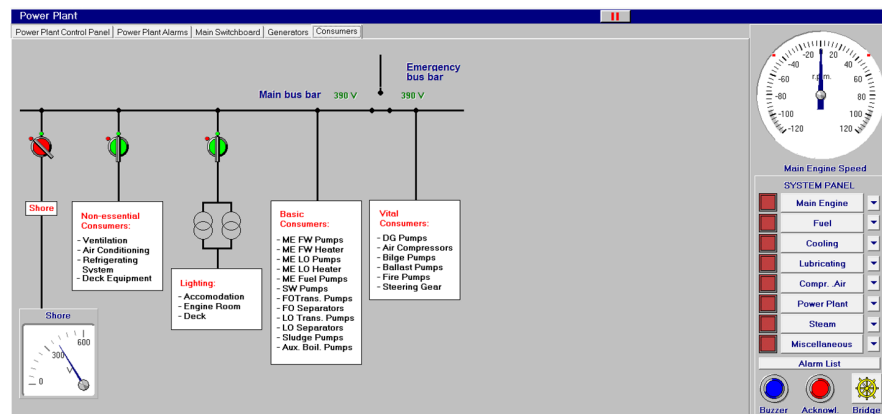 Power Plant
Power Plant Control Panel
Power Plant Alarms
Main Switchboard
Generators
Consumers
Emergency
bus bar
Main bus bar
390 V
390 V
Shore
Non-essential
Consumers:
- Ventilation
- Air Conditioning
- Refrigerating
System
- Deck Equipment
Lighting:
- Accomodation
- Engine Room
- Deck
Basic
Consumers:
- ME FW Pumps
- ME FW Heater
- ME LO Pumps
- ME LO Heater
- ME Fuel Pumps
- SW Pumps
- FOTrans. Pumps
- FO Separators
- LO Trans. Pumps
- LO Separators
- Sludge Pumps
- Aux. Boil. Pumps
Vital
Consumers:
- DG Pumps
- Air Compressors
- Bilge Pumps
- Ballast Pumps
- Fire Pumps
- Steering Gear
Shore
600
300
V
0
-20 20
-40 40
r.p.m.
-60 60
-80 80
-100 100
-120 120
Main Engine Speed
SYSTEM PANEL
Main Engine
Fuel
Cooling
Lubricating
Compr. .Air
Power Plant
Steam
Miscellaneous
Alarm List
Buzzer
Acknowl.
Bridge